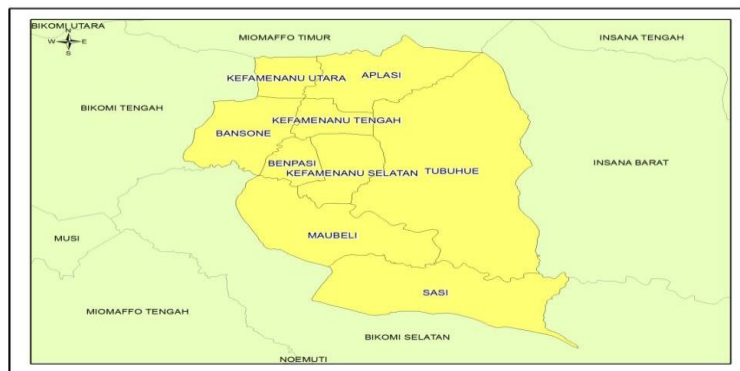 BIKOMI UTARA
N
W E
S
MIOMAFFO TIMUR
INSANA TENGAH
KEFAMENANU UTARA
APLASI
BIKOMI TENGAH
KEFAMENANU TENGAH
BANSONE
BENPASI
KEFAMENANU SELATAN
TUBUHUE
INSANA BARAT
MAUBELI
MUSI
SASI
MIOMAFFO TENGAH
BIKOMI SELATAN
NOEMUTI